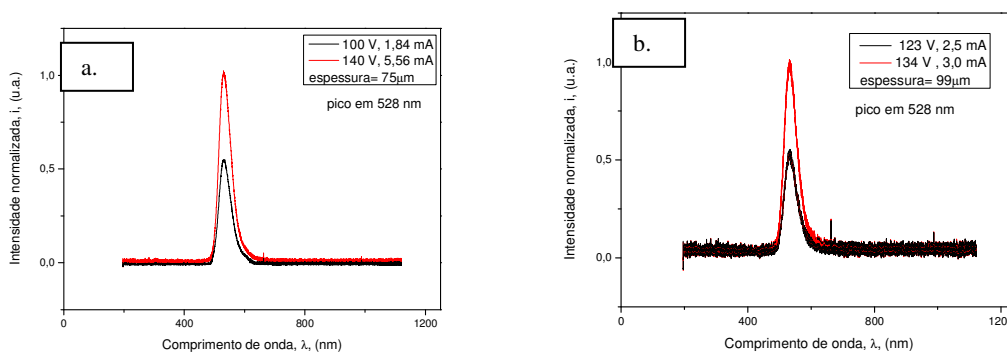 a.
100 V, 1,84 mA
140 V, 5,56 mA
espessura= 75μm
pico em 528 nm
1,0
0,5
0,0
Intensidade normalizada, i, (u.a.)
0 400 800 1200
Comprimento de onda, λ, (nm)
b.
123 V, 2,5 mA
134 V , 3,0 mA
espessura= 99μm
pico em 528 nm
1,0
0,5
0,0
Intensidade normalizada, i, (u.a.)
0 200 400 600 800 1000
Comprimento de onda, λ, (nm)